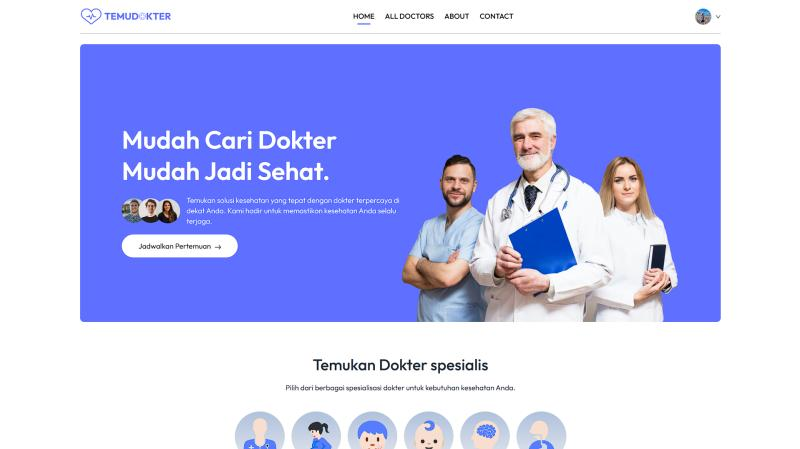 TEMUDOKTER
HOME ALL DOCTORS ABOUT CONTACT
Mudah Cari Dokter
Mudah Jadi Sehat.
Temukan solusi kesehatan yang tepat dengan dokter terpercaya di
dekat Anda. Kami hadir untuk memastikan kesehatan Anda selalu
terjaga.
Jadwalkan Pertemuan →
Temukan Dokter spesialis
Pilih dari berbagai spesialisasi dokter untuk kebutuhan kesehatan Anda.